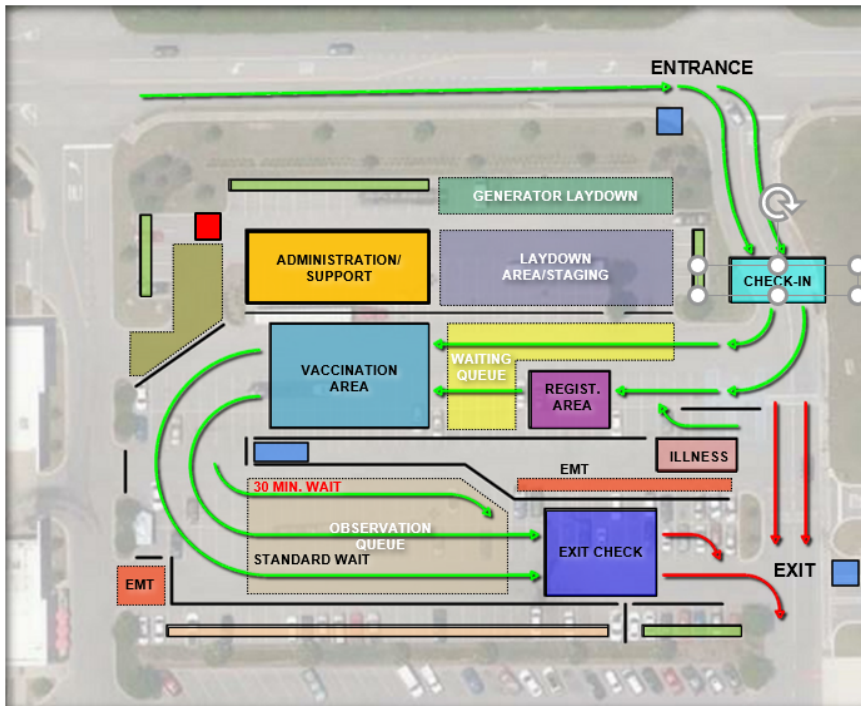 ENTRANCE
GENERATOR LAYDOWN
ADMINISTRATION/
SUPPORT
LAYDOWN
AREA/STAGING
CHECK-IN
VACCINATION
AREA
WAITING
QUEUE
REGIST.
AREA
ILLNESS
EMT
30 MIN. WAIT
OBSERVATION
QUEUE
STANDARD WAIT
EXIT CHECK
EXIT
EMT